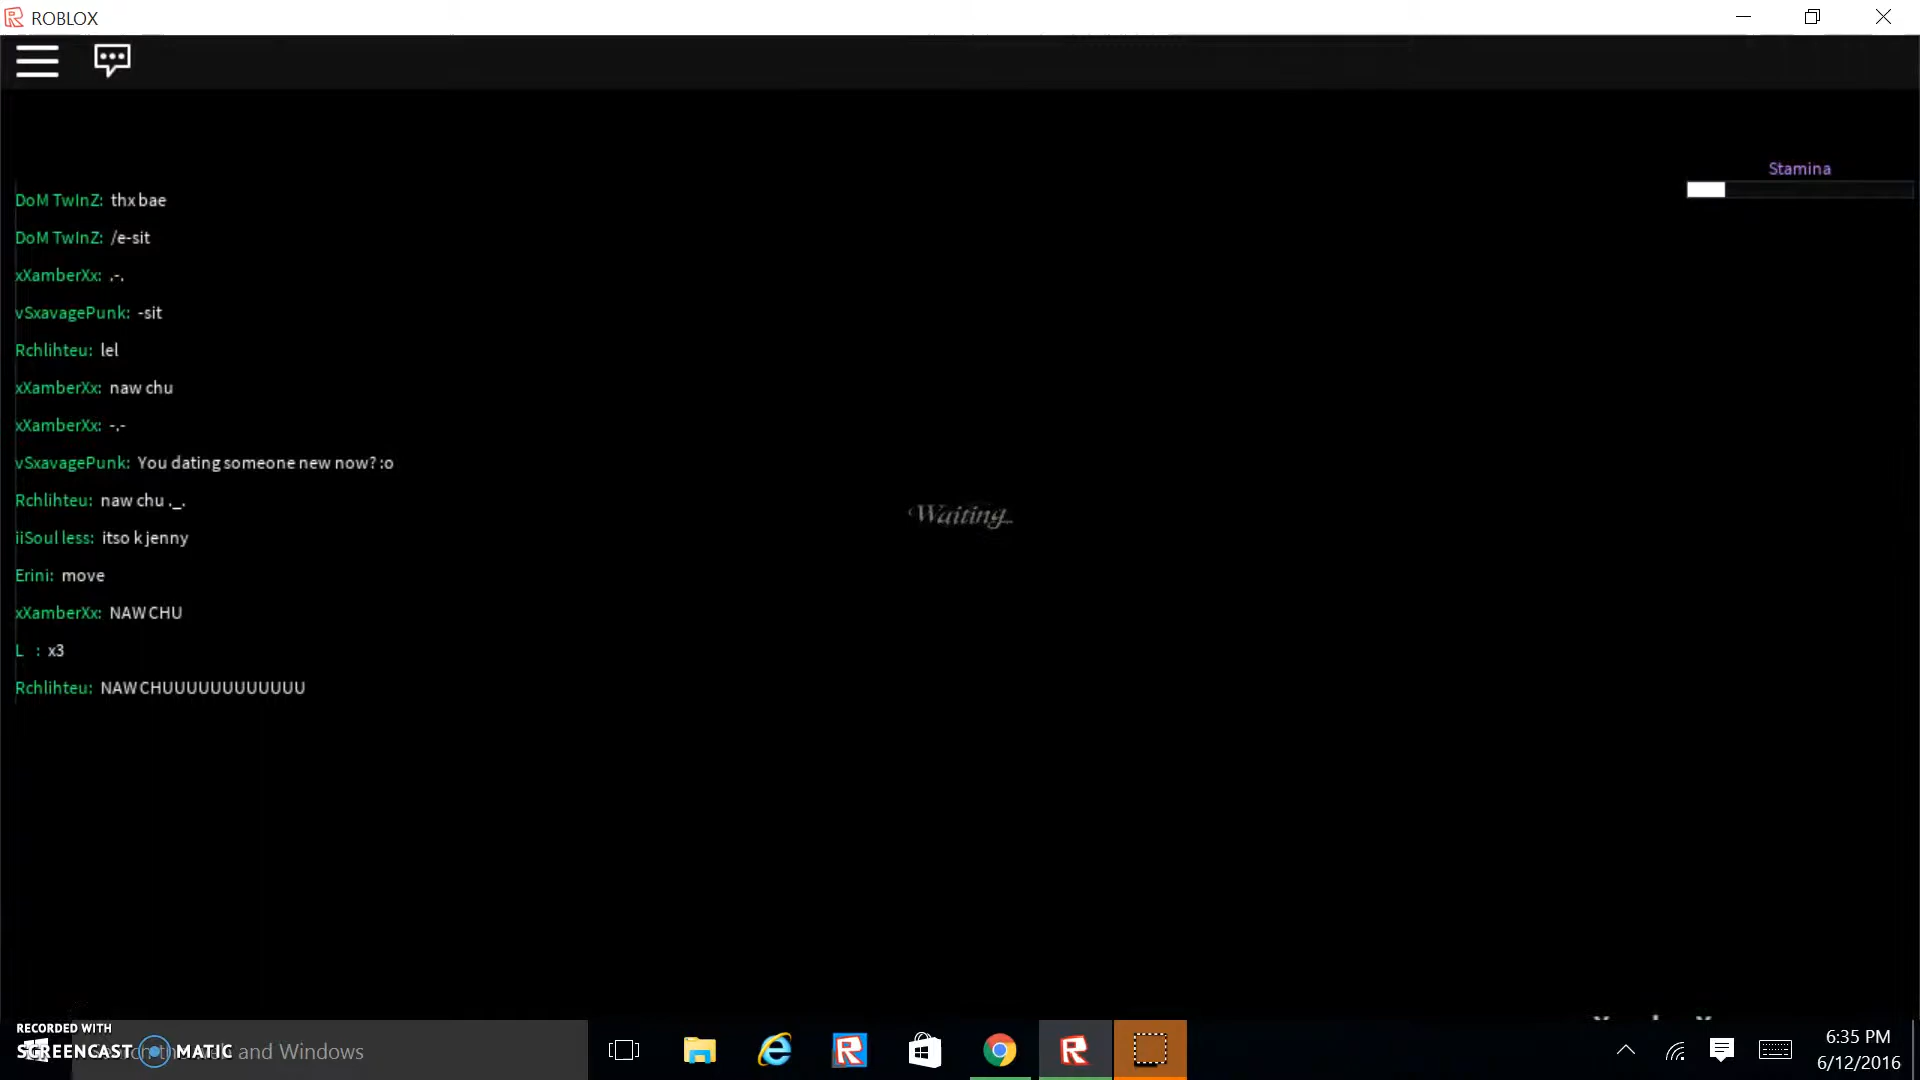 ROBLOX
Stamina
DoM TwInZ: thx bae
DoM TwInZ: /e-sit
xXamberXx: .-.
vSxavagePunk: -sit
Rchlihteu: lel
xXamberXx: naw chu
xXamberXx: -.-
vSxavagePunk: You dating someone new now? :o
Rchlihteu: naw chu ._.
Waiting...
iiSoul less: itso k jenny
Erini: move
xXamberXx: NAW CHU
L : x3
Rchlihteu: NAW CHUUUUUUUUUUUU
RECORDED WITH
SCREENCAST MATIC
and Windows
6:35 PM
6/12/2016